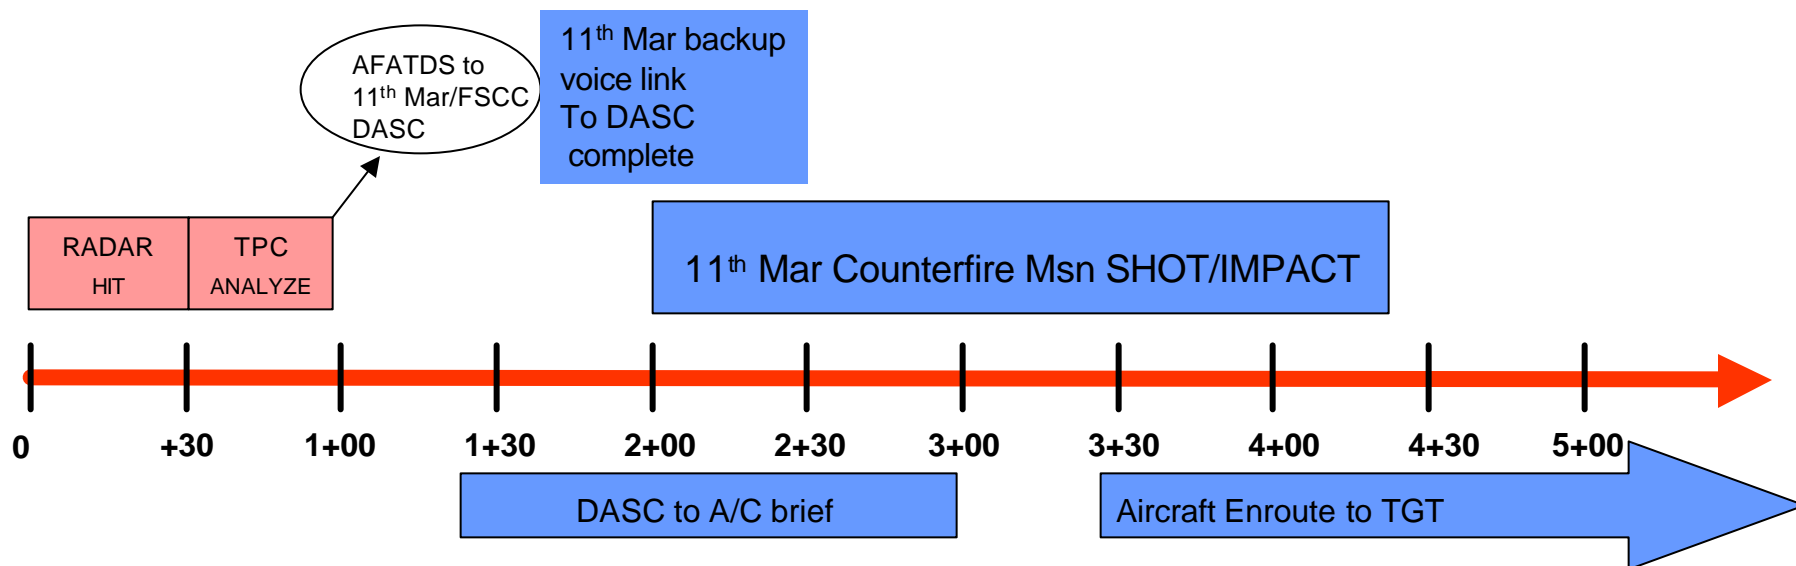 AFATDS to
11th Mar/FSCC
DASC
11th Mar backup
voice link
To DASC
complete
RADAR
HIT
TPC
ANALYZE
11th Mar Counterfire Msn SHOT/IMPACT
0 +30 1+00 1+30 2+00 2+30 3+00 3+30 4+00 4+30 5+00
DASC to A/C brief
Aircraft Enroute to TGT